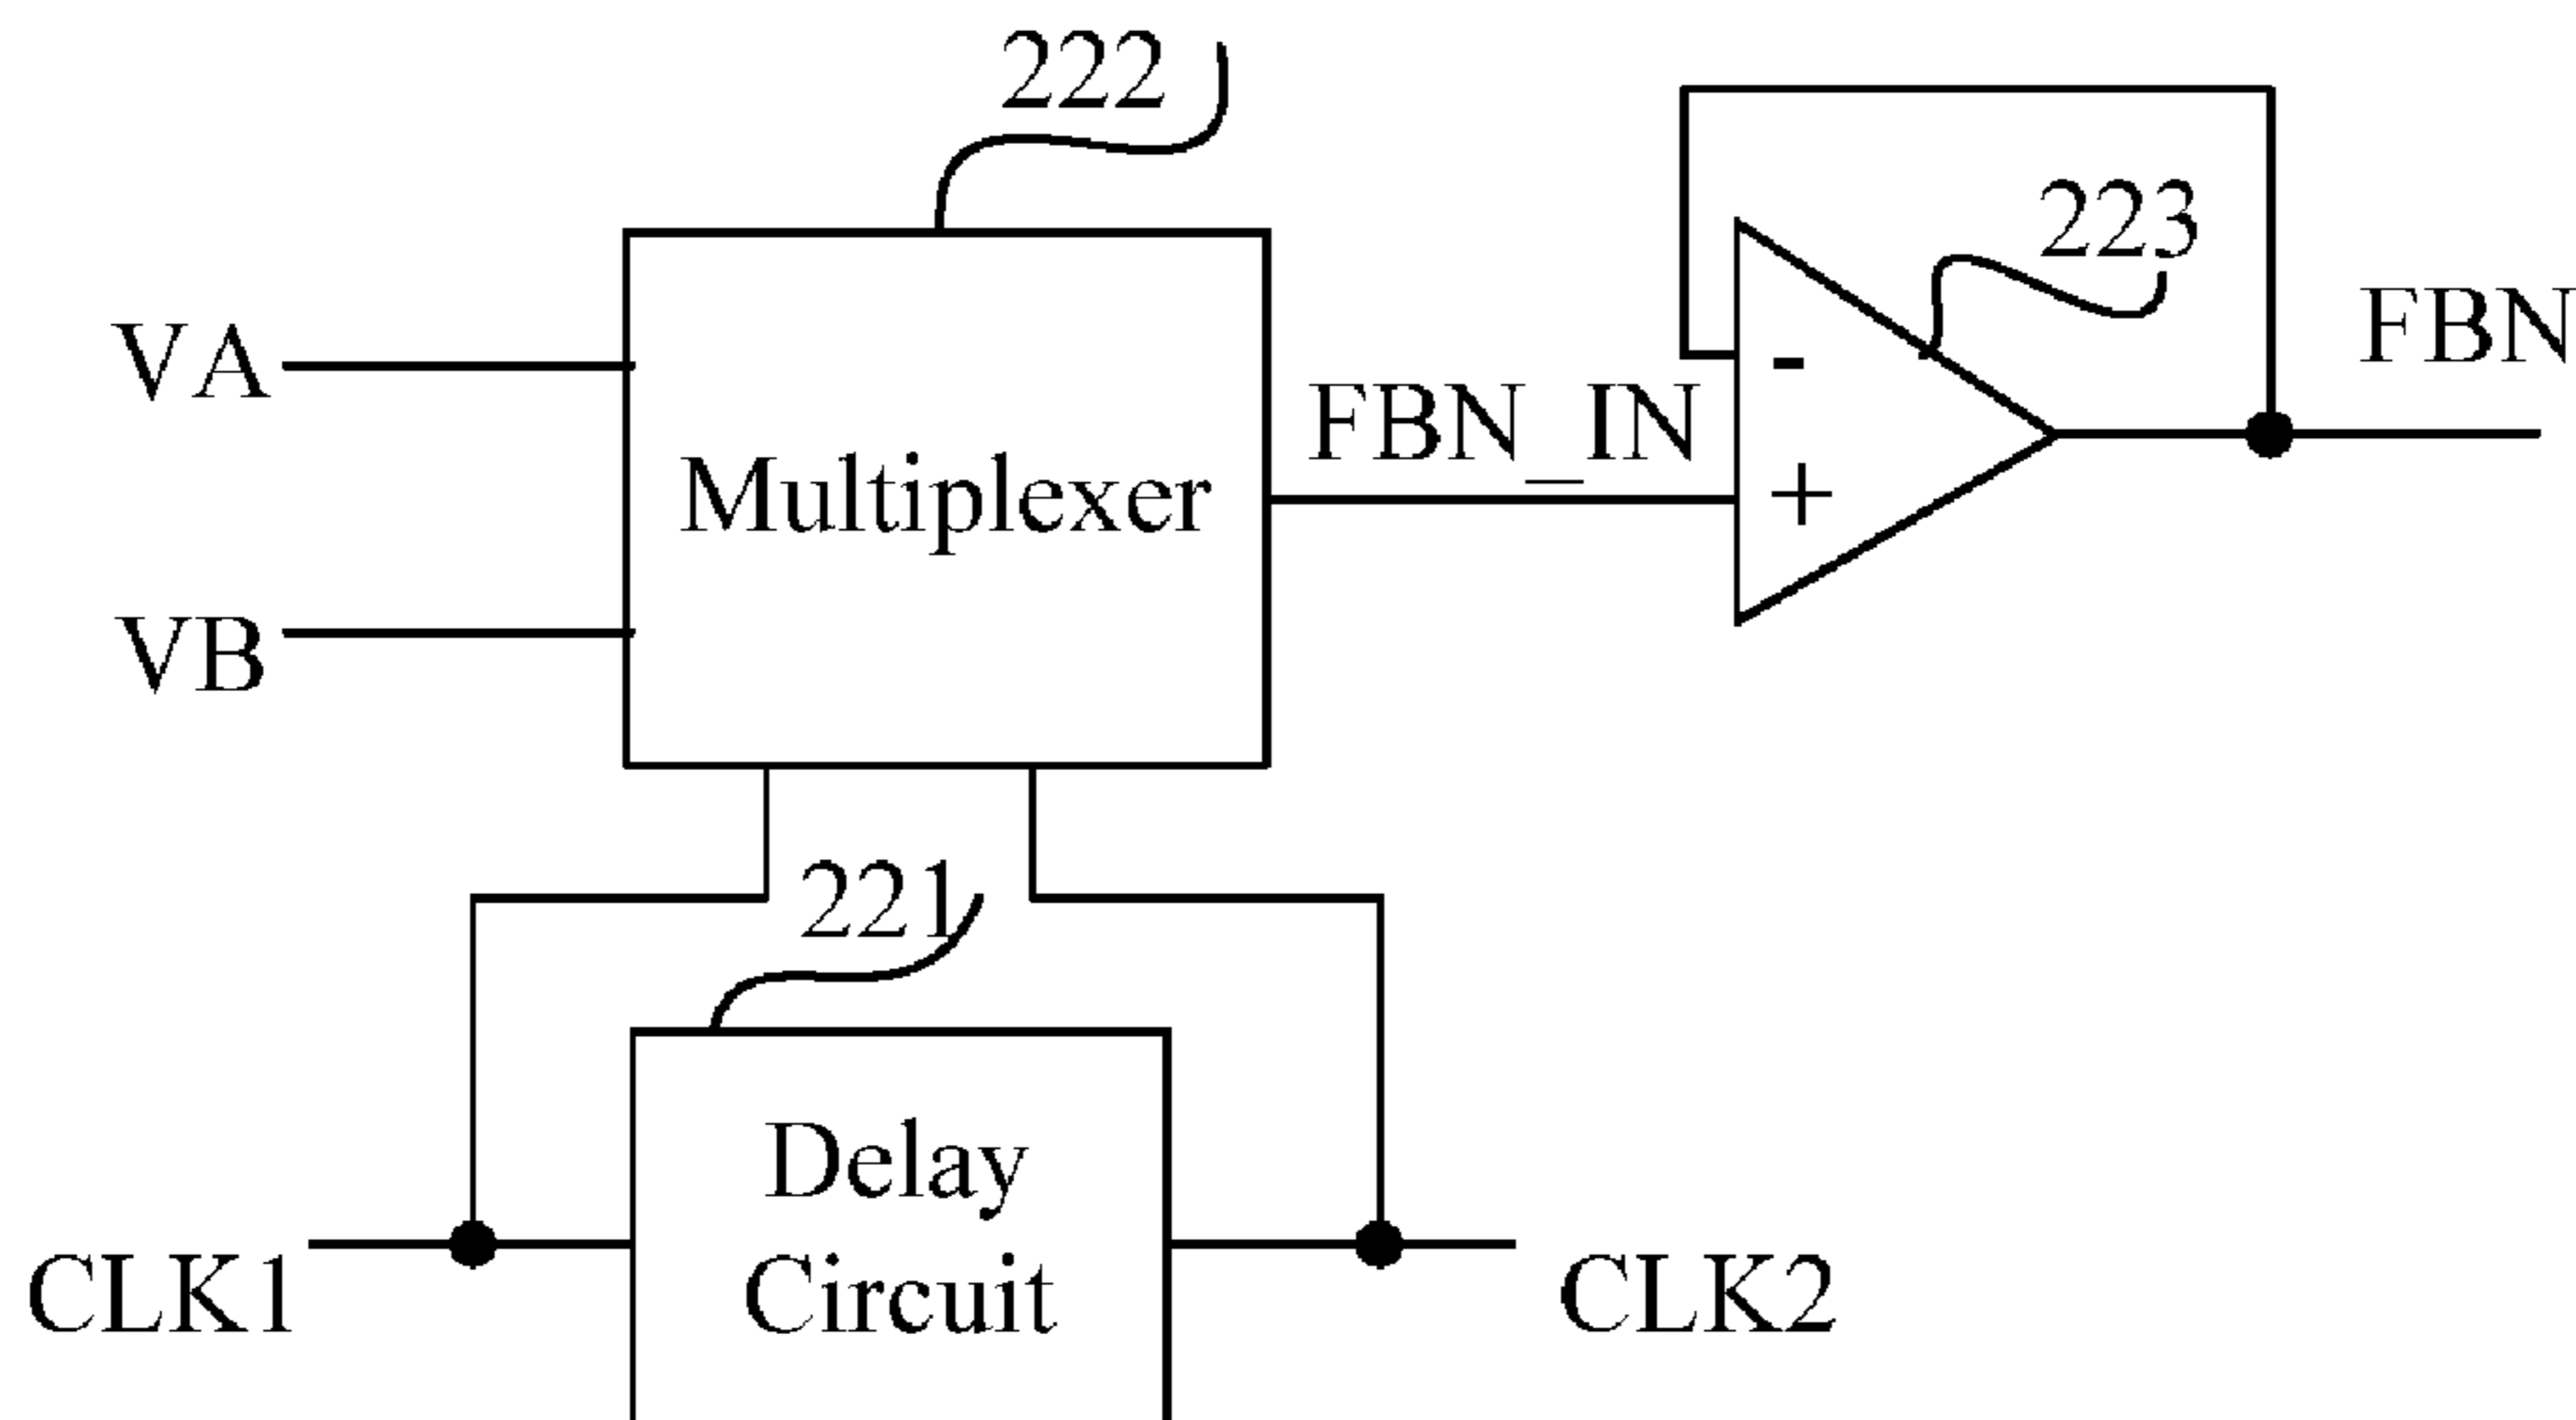 222
223
VA
FBN
FBN_IN
-
Multiplexer
+
VB
221
Delay
Circuit
CLK1
CLK2